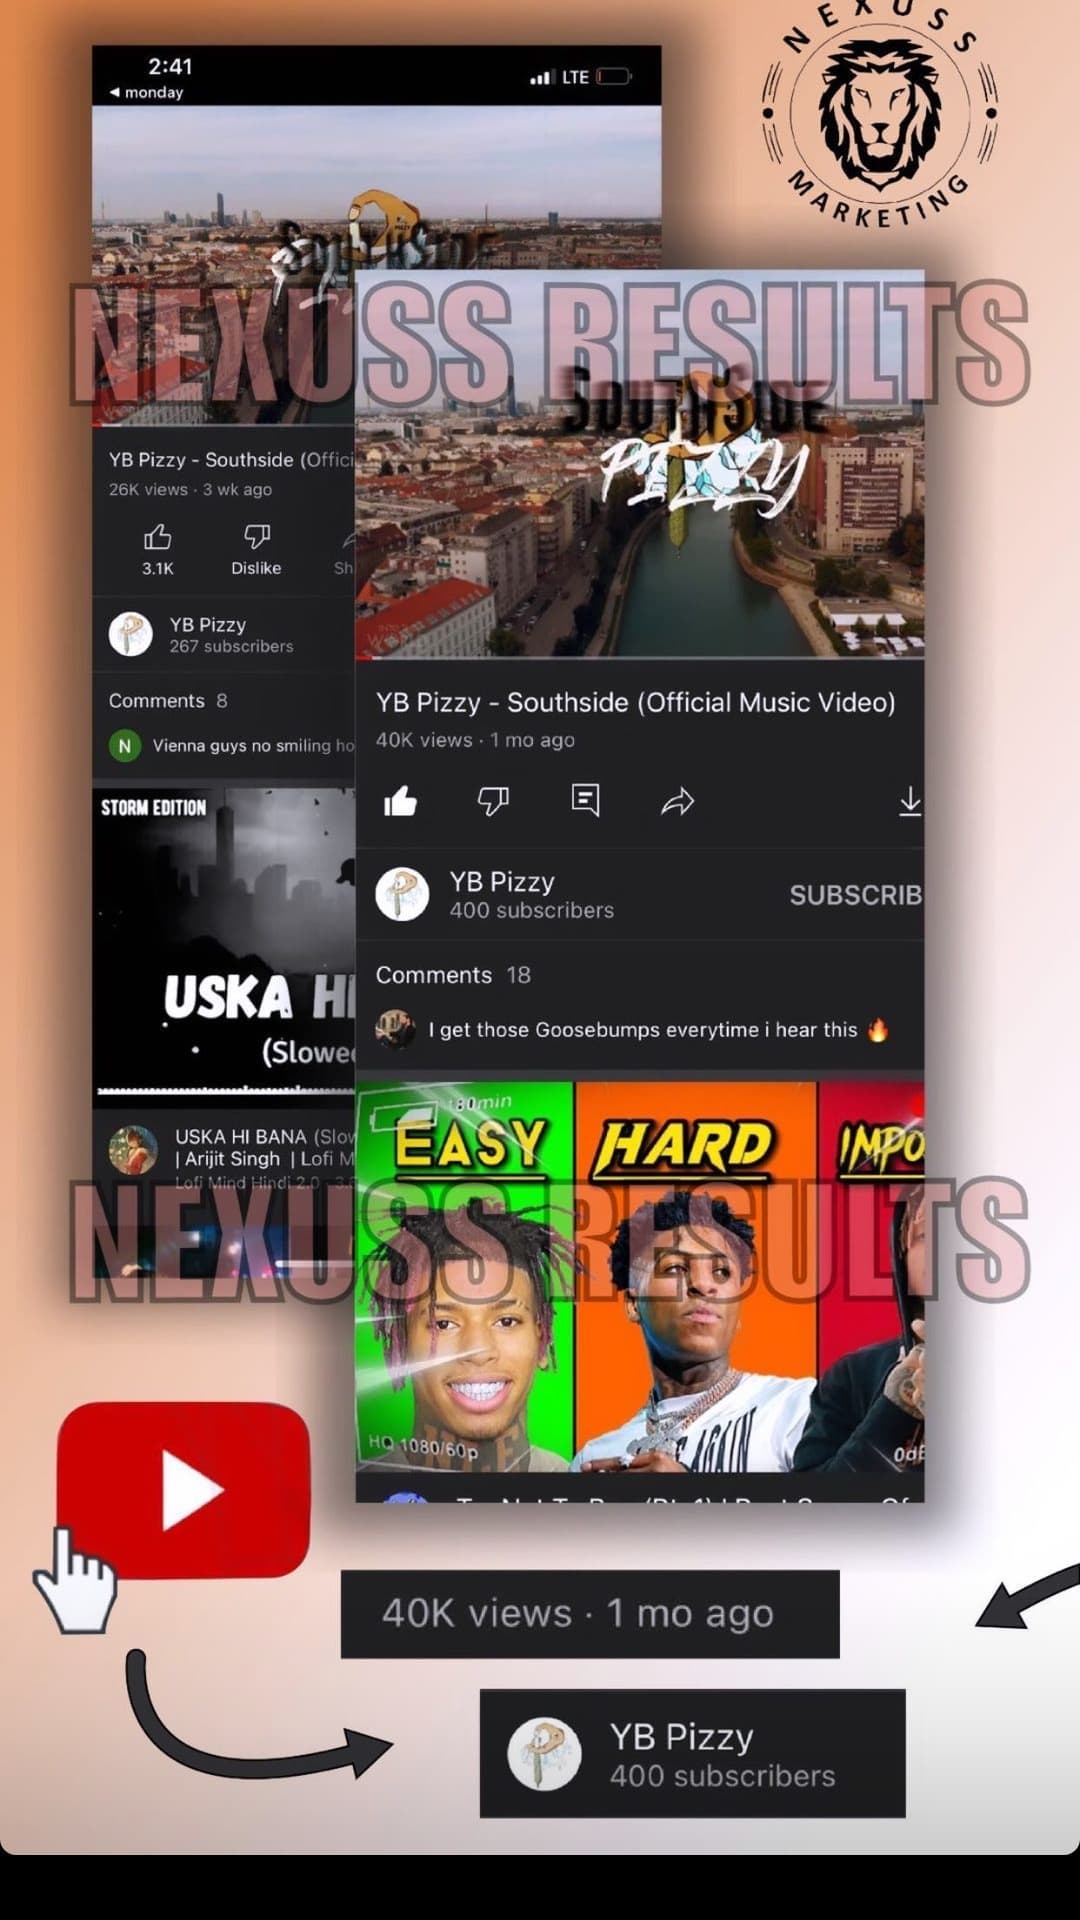 NEXUSS
MARKETING
2:41
LTE
◀ monday
SOUTHSIDE
NEXUSS RESULTS
SOUTHSIDE
PIZZY
YB Pizzy - Southside (Offici
26K views · 3 wk ago
3.1K
Dislike
Sh
YB Pizzy
267 subscribers
Comments 8
N
Vienna guys no smiling ho
STORM EDITION
USKA HI
(Slowe
USKA HI BANA (Slow
| Arijit Singh | Lofi M
Lofi Mind Hindi 2.0
YB Pizzy - Southside (Official Music Video)
40K views · 1 mo ago
YB Pizzy
400 subscribers
SUBSCRIB
Comments 18
I get those Goosebumps everytime i hear this 🔥
180min
EASY
HARD
IMPO
NEXUSS RESULTS
AGAIN
HQ 1080/60p
40K views · 1 mo ago
YB Pizzy
400 subscribers